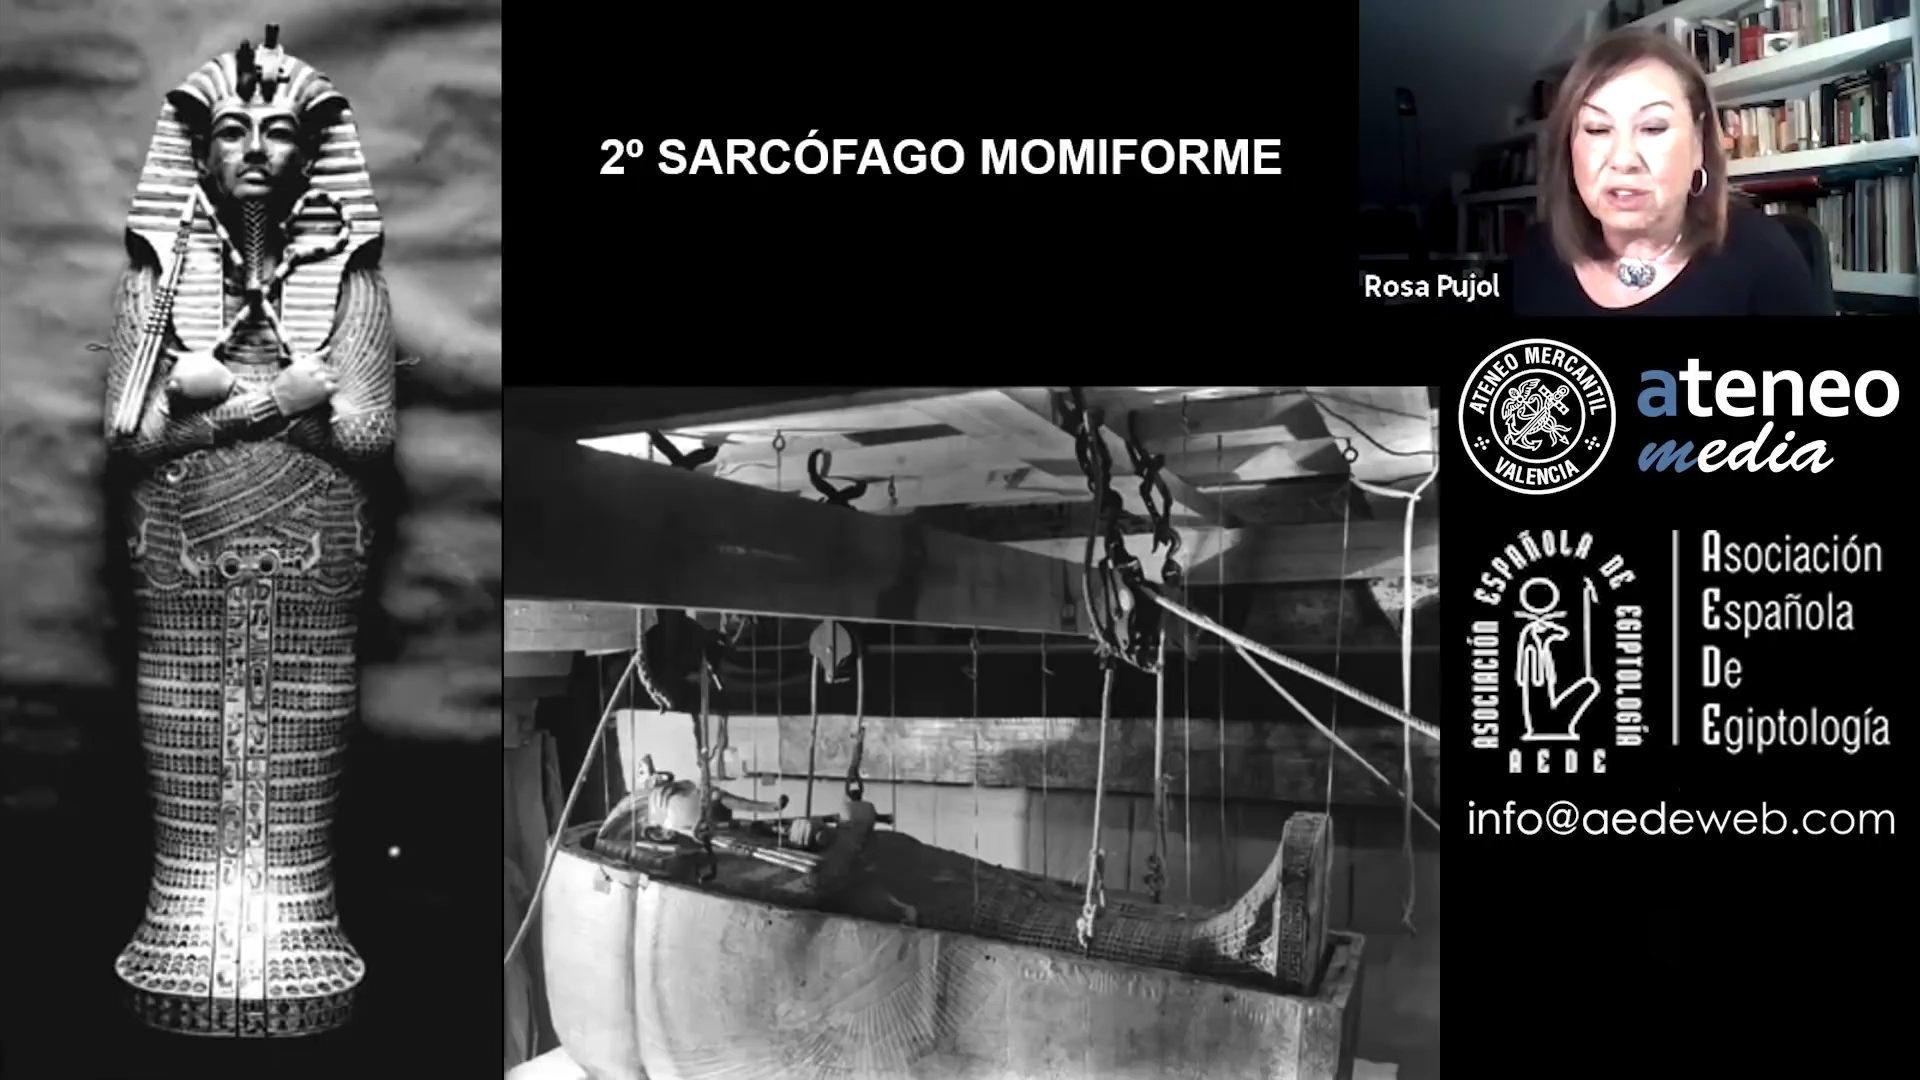 2º SARCÓFAGO MOMIFORME
Rosa Pujol
ATENEO MERCANTIL
VALENCIA
ateneo
media
ASOCIACIÓN ESPAÑOLA DE EGIPTOLOGÍA
AEDE
Asociación
Española
De
Egiptología
info@aedeweb.com